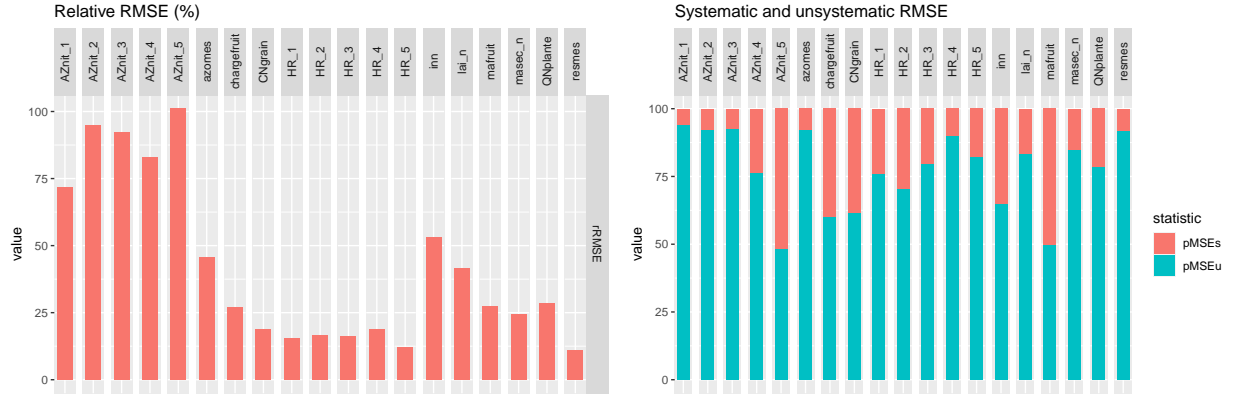 Relative RMSE (%)
AZnit_1 AZnit_2 AZnit_3 AZnit_4 AZnit_5 azomes chargefruit CNgrain HR_1 HR_2 HR_3 HR_4 HR_5 inn lai_n mafruit masec_n QNplante resmes
rRMSE
value
100
75
50
25
0
Systematic and unsystematic RMSE
AZnit_1 AZnit_2 AZnit_3 AZnit_4 AZnit_5 azomes chargefruit CNgrain HR_1 HR_2 HR_3 HR_4 HR_5 inn lai_n mafruit masec_n QNplante resmes
value
100
75
50
25
0
statistic
pMSEs
pMSEu